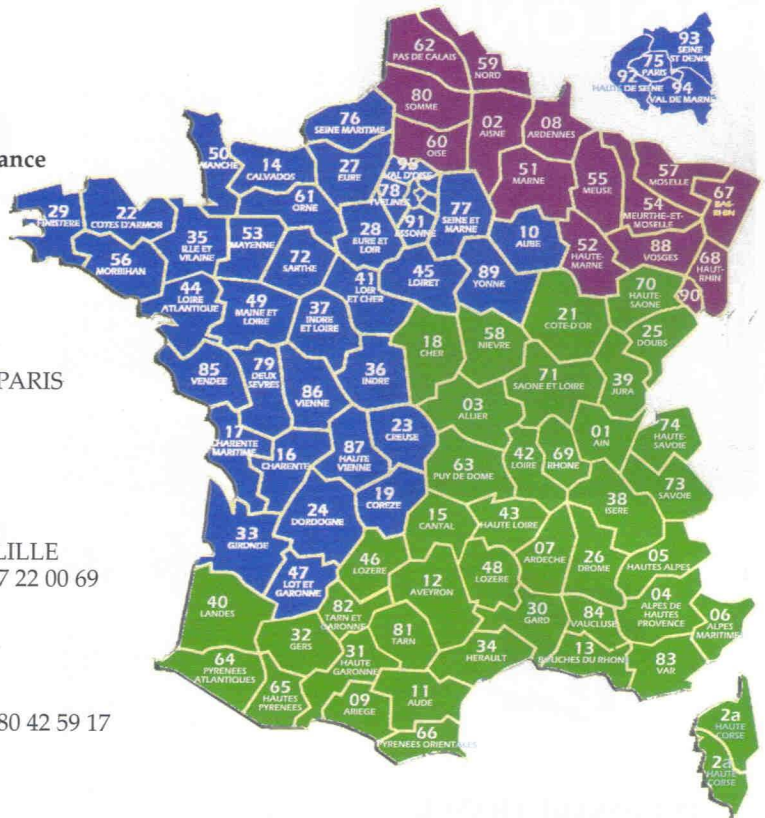 ance
PARIS
LILLE
7 22 00 69
80 42 59 17
62
PAS DE CALAIS
59
NORD
80
SOMME
02
AISNE
08
ARDENNES
60
OISE
76
SEINE MARITIME
93
SEINE
ST DENIS
75
PARIS
92
HAUTE DE SEINE
94
VAL DE MARNE
50
MANCHE
14
CALVADOS
27
EURE
95
VAL D'OISE
78
YVELINES
91
ESSONNE
77
SEINE ET
MARNE
51
MARNE
55
MEUSE
57
MOSELLE
54
MEURTHE-ET-
MOSELLE
67
BAS-
RHIN
61
ORNE
28
EURE ET
LOIR
10
AUBE
52
HAUTE-
MARNE
88
VOSGES
68
HAUT-
RHIN
90
29
FINISTERE
22
COTES D'ARMOR
56
MORBIHAN
35
ILLE ET
VILAINE
53
MAYENNE
72
SARTHE
41
LOIR
ET CHER
45
LOIRET
89
YONNE
70
HAUTE-
SAONE
44
LOIRE
ATLANTIQUE
49
MAINE ET
LOIRE
37
INDRE
ET LOIRE
18
CHER
58
NIEVRE
21
COTE-D'OR
25
DOUBS
85
VENDEE
79
DEUX
SEVRES
86
VIENNE
36
INDRE
71
SAONE ET LOIRE
39
JURA
03
ALLIER
17
CHARENTE
MARITIME
16
CHARENTE
87
HAUTE
VIENNE
23
CREUSE
63
PUY DE DOME
42
LOIRE
69
RHONE
01
AIN
74
HAUTE-
SAVOIE
73
SAVOIE
33
GIRONDE
24
DORDOGNE
19
COREZE
15
CANTAL
43
HAUTE LOIRE
38
ISERE
47
LOT ET
GARONNE
46
LOZERE
12
AVEYRON
48
LOZERE
07
ARDECHE
26
DROME
05
HAUTES ALPES
40
LANDES
32
GERS
82
TARN ET
GARONNE
81
TARN
30
GARD
84
VAUCLUSE
04
ALPES DE
HAUTES
PROVENCE
06
ALPES
MARITIME
64
PYRENEES
ATLANTIQUES
65
HAUTES
PYRENEES
31
HAUTE
GARONNE
34
HERAULT
13
BOUCHES DU RHON
83
VAR
09
ARIEGE
11
AUDE
66
PYRENEES ORIENTALES
2a
HAUTE
CORSE
2a
HAUTE
CORSE